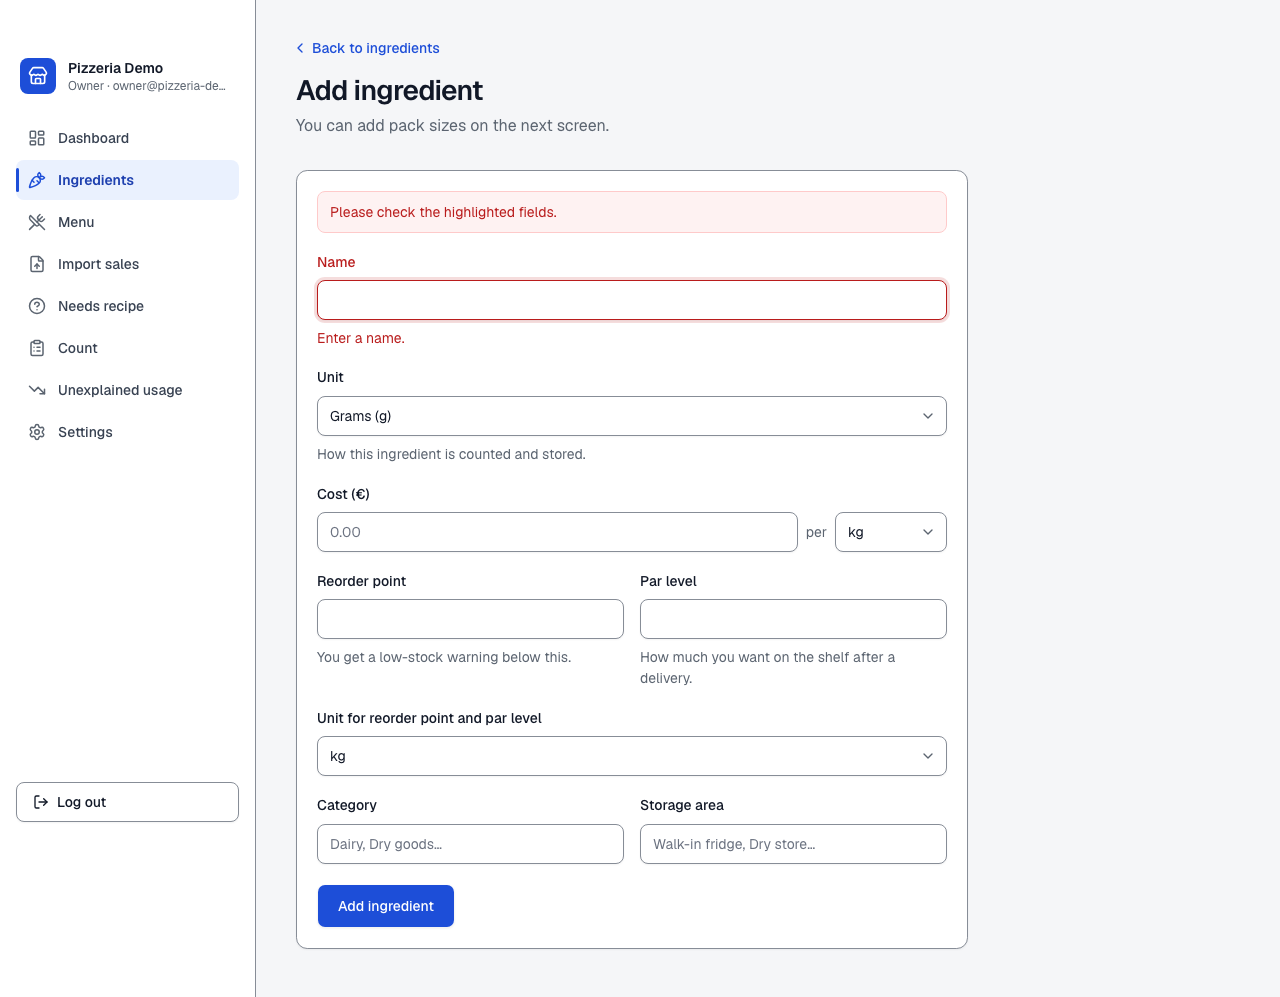 Pizzeria Demo
Owner · owner@pizzeria-de...
Dashboard
Ingredients
Menu
Import sales
Needs recipe
Count
Unexplained usage
Settings
Log out
Back to ingredients
Add ingredient
You can add pack sizes on the next screen.
Please check the highlighted fields.
Name
Enter a name.
Unit
Grams (g)
How this ingredient is counted and stored.
Cost (€)
0.00 per kg
Reorder point
You get a low-stock warning below this.
Par level
How much you want on the shelf after a
delivery.
Unit for reorder point and par level
kg
Category
Dairy, Dry goods...
Storage area
Walk-in fridge, Dry store...
Add ingredient